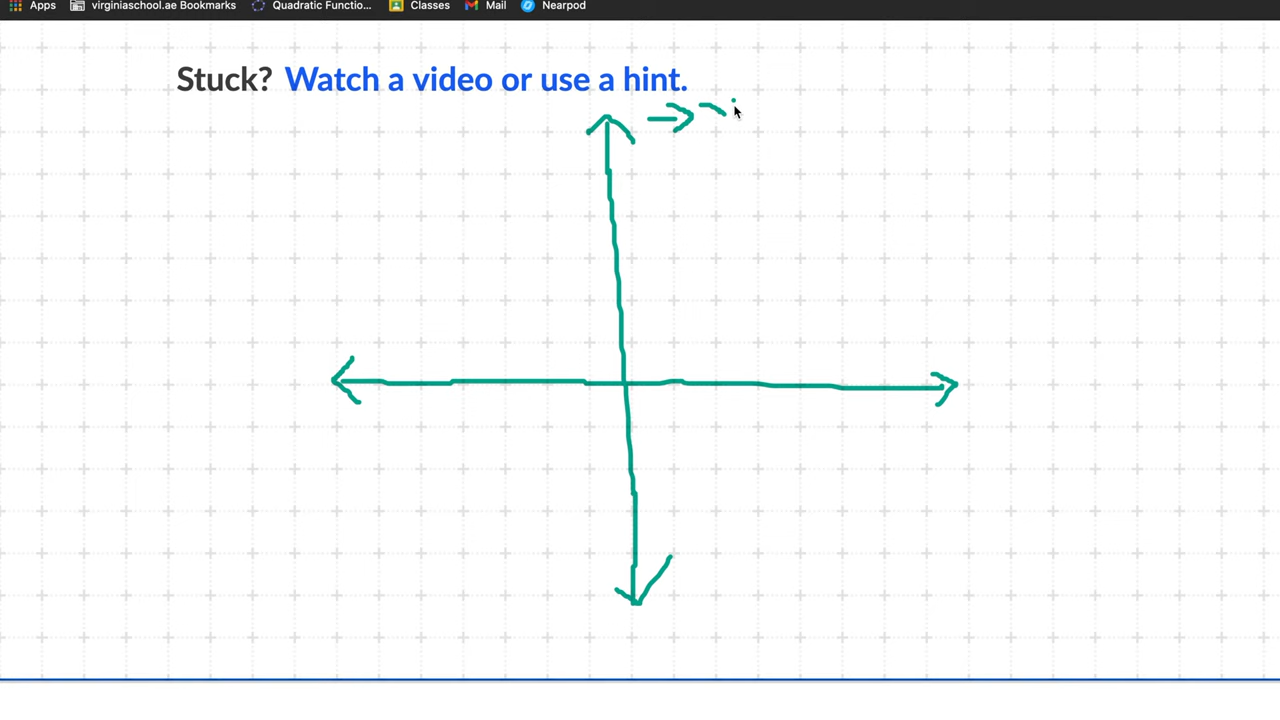 Apps virginiaschool.ae Bookmarks Quadratic Functio... Classes Mail Nearpod
Stuck? Watch a video or use a hint.